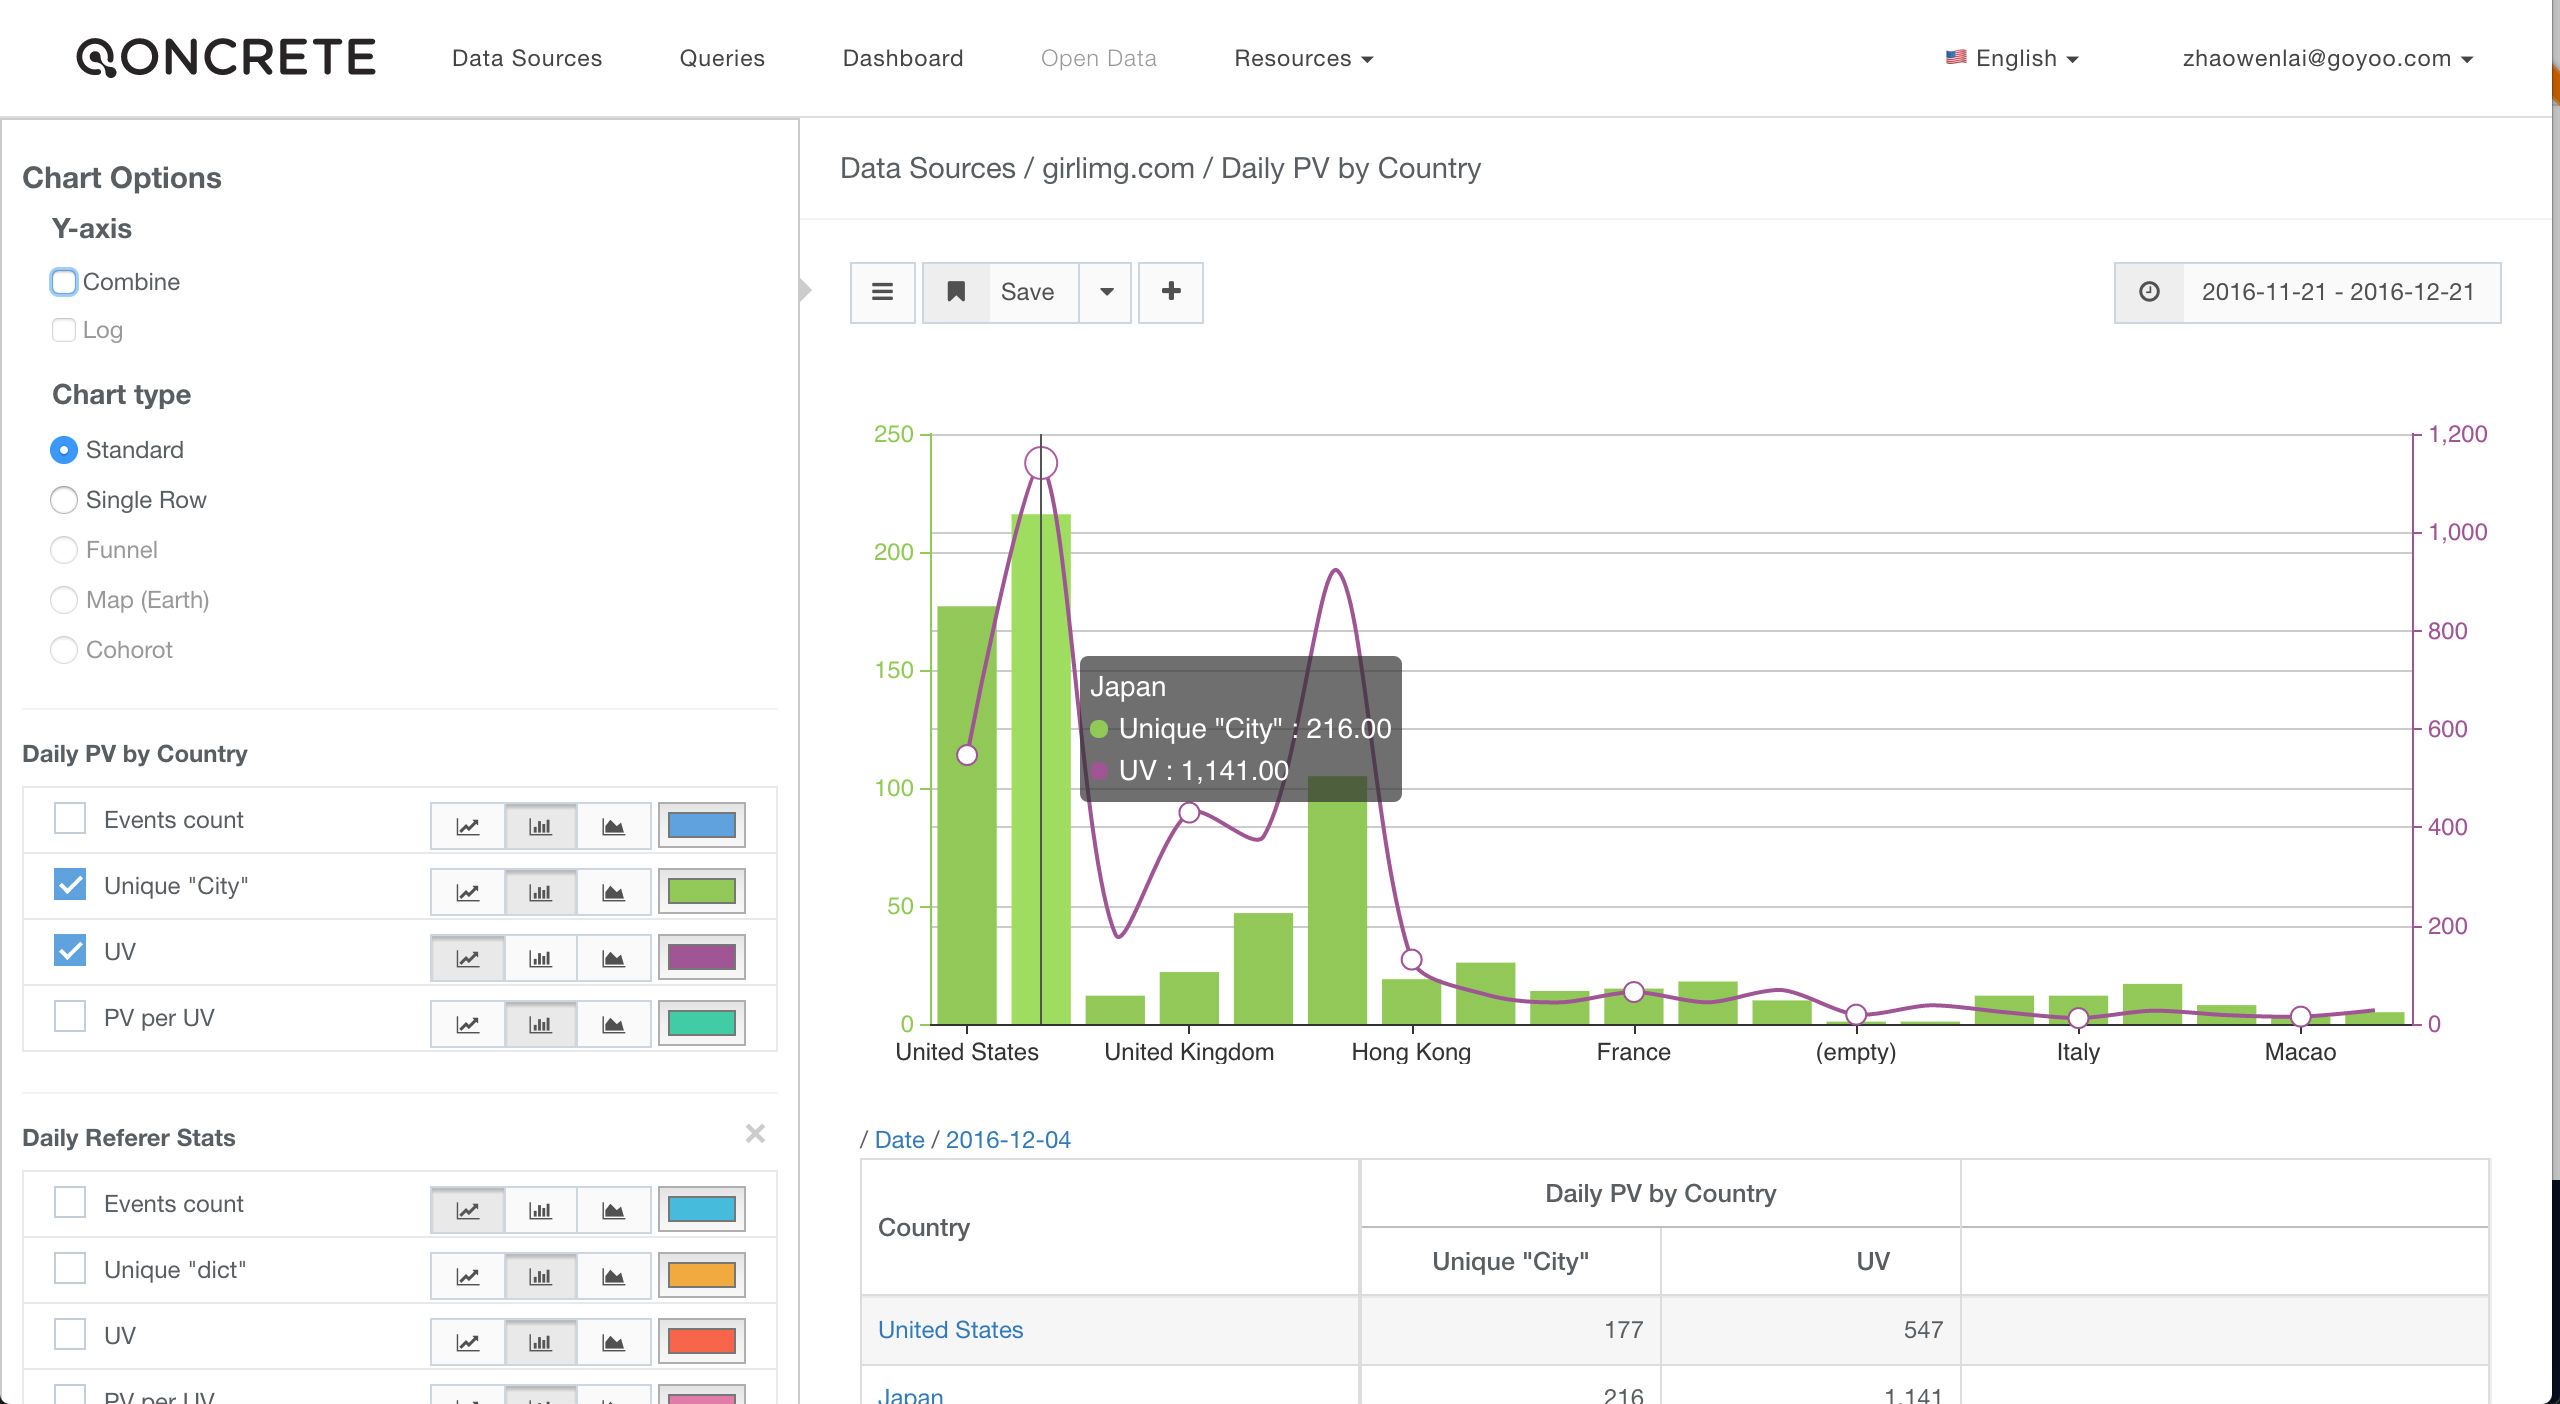 QONCRETE
Data Sources
Queries
Dashboard
Open Data
Resources
English
zhaowenlai@goyoo.com
Chart Options
Y-axis
Combine
Log
Chart type
Standard
Single Row
Funnel
Map (Earth)
Cohorot
Daily PV by Country
Events count
Unique "City"
UV
PV per UV
Daily Referer Stats
Events count
Unique "dict"
UV
PV per UV
Data Sources / girlimg.com / Daily PV by Country
Save
2016-11-21 - 2016-12-21
250
200
150
100
50
0
1,200
1,000
800
600
400
200
0
Japan
Unique "City" : 216.00
UV : 1,141.00
United States
United Kingdom
Hong Kong
France
(empty)
Italy
Macao
/ Date / 2016-12-04
Country
Daily PV by Country
Unique "City"
UV
United States
177
547
Japan
216
1,141